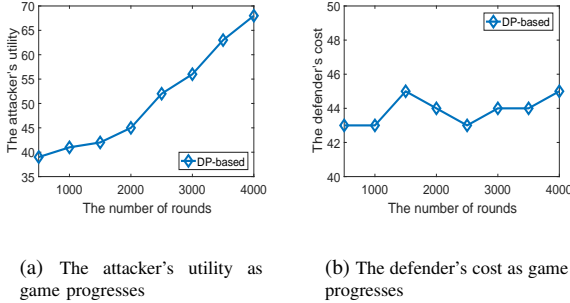 The attacker's utility
70
65
60
55
50
45
40
35
1000
2000
3000
4000
The number of rounds
DP-based
The defender's cost
50
48
46
44
42
40
1000
2000
3000
4000
The number of rounds
DP-based
(a) The attacker's utility as
game progresses
(b) The defender's cost as game
progresses